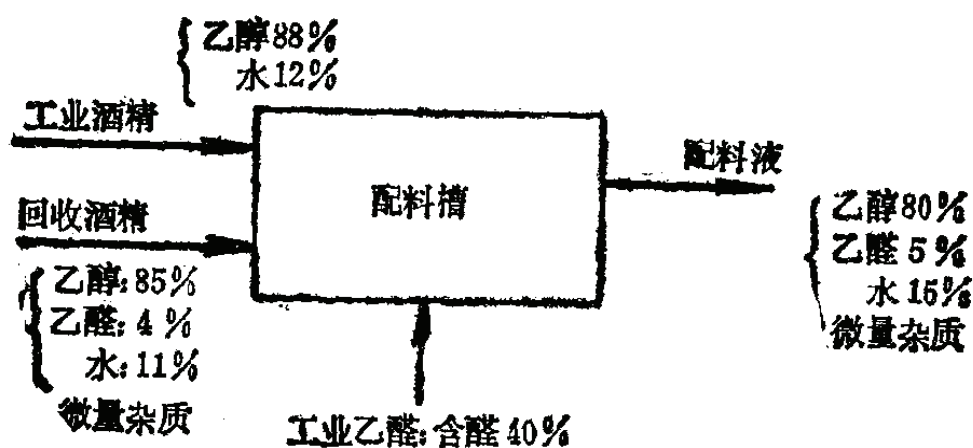 乙醇88%
水12%
工业酒精
配料液
配料槽
回收酒精
乙醇80%
乙醛5%
水15%
微量杂质
乙醇:85%
乙醛:4%
水:11%
微量杂质
工业乙醛:含醛40%